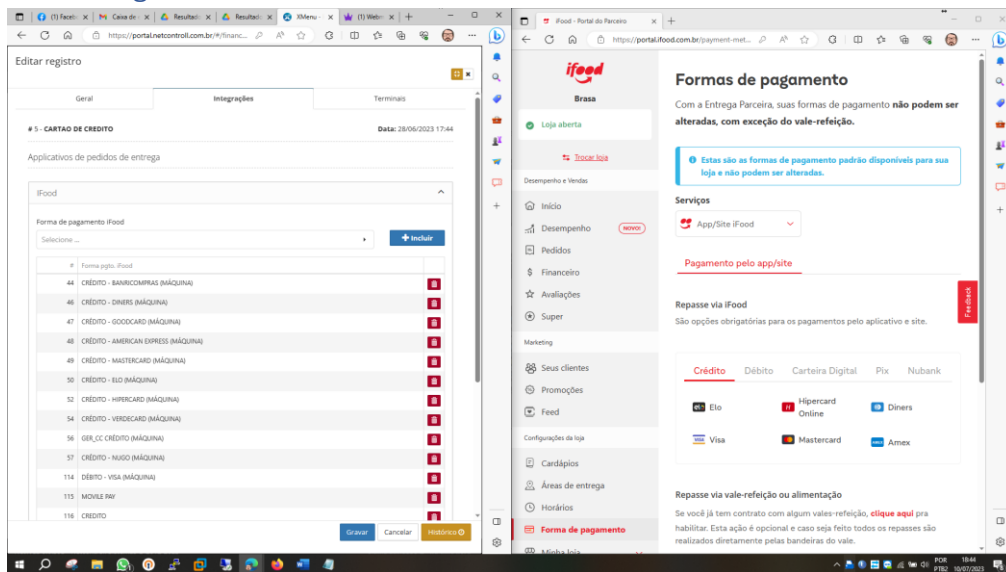 (1) Faceb
Caixa de
Resultad
Resultad
XMenu -
(1) Webm
https://portal.netcontroll.com.br/#/financ...
Editar registro
Geral
Integrações
Terminais
# 5 - CARTAO DE CREDITO
Data: 28/06/2023 17:44
Applicativos de pedidos de entrega
IFood
Forma de pagamento iFood
Selecione ...
+ Incluir
# Forma pgto. iFood
44 CRÉDITO - BANRICOMPRAS (MÁQUINA)
46 CRÉDITO - DINERS (MÁQUINA)
47 CRÉDITO - GOODCARD (MÁQUINA)
48 CRÉDITO - AMERICAN EXPRESS (MÁQUINA)
49 CRÉDITO - MASTERCARD (MÁQUINA)
50 CRÉDITO - ELO (MÁQUINA)
52 CRÉDITO - HIPERCARD (MÁQUINA)
54 CRÉDITO - VERDECARD (MÁQUINA)
56 GER_CC CRÉDITO (MÁQUINA)
57 CRÉDITO - NUGO (MÁQUINA)
114 DÉBITO - VISA (MÁQUINA)
115 MOVILE PAY
116 CREDITO
Gravar
Cancelar
Histórico
iFood - Portal do Parceiro
https://portal.ifood.com.br/payment-met...
ifood
Brasa
Loja aberta
Trocar loja
Desempenho e Vendas
Início
Desempenho NOVO!
Pedidos
Financeiro
Avaliações
Super
Marketing
Seus clientes
Promoções
Feed
Configurações da loja
Cardápios
Áreas de entrega
Horários
Forma de pagamento
Minha loja
Formas de pagamento
Com a Entrega Parceira, suas formas de pagamento não podem ser
alteradas, com exceção do vale-refeição.
Estas são as formas de pagamento padrão disponíveis para sua
loja e não podem ser alteradas.
Serviços
App/Site iFood
Pagamento pelo app/site
Repasse via iFood
São opções obrigatórias para os pagamentos pelo aplicativo e site.
Crédito Débito Carteira Digital Pix Nubank
Elo
Hipercard
Online
Diners
Visa
Mastercard
Amex
Repasse via vale-refeição ou alimentação
Se você já tem contrato com algum vales-refeição, clique aqui pra
habilitar. Esta ação é opcional e caso seja feito todos os repasses são
realizados diretamente pelas bandeiras do vale.
Feedback
POR
PTB2
18:44
10/07/2023